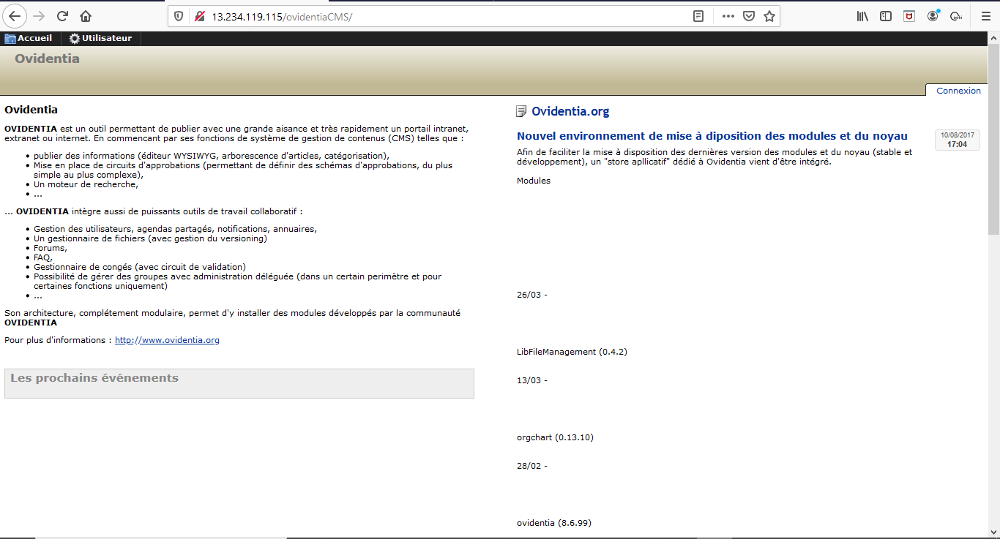 13.234.119.115/ovidentiaCMS/
Accueil
Utilisateur
Ovidentia
Connexion
Ovidentia
OVIDENTIA est un outil permettant de publier avec une grande aisance et très rapidement un portail intranet,
extranet ou internet. En commencant par ses fonctions de système de gestion de contenus (CMS) telles que :
• publier des informations (éditeur WYSIWYG, arborescence d'articles, catégorisation),
• Mise en place de circuits d'approbations (permettant de définir des schémas d'approbations, du plus
simple au plus complexe),
• Un moteur de recherche,
• ...
... OVIDENTIA intègre aussi de puissants outils de travail collaboratif :
• Gestion des utilisateurs, agendas partagés, notifications, annuaires,
• Un gestionnaire de fichiers (avec gestion du versioning)
• Forums,
• FAQ,
• Gestionnaire de congés (avec circuit de validation)
• Possibilité de gérer des groupes avec administration déléguée (dans un certain perimètre et pour
certaines fonctions uniquement)
• ...
Son architecture, complétement modulaire, permet d'y installer des modules développés par la communauté
OVIDENTIA
Pour plus d'informations : http://www.ovidentia.org
Les prochains événements
Ovidentia.org
Nouvel environnement de mise à diposition des modules et du noyau
10/08/2017
17:04
Afin de faciliter la mise à disposition des dernières version des modules et du noyau (stable et
développement), un "store apllicatif" dédié à Ovidentia vient d'être intégré.
Modules
26/03 -
LibFileManagement (0.4.2)
13/03 -
orgchart (0.13.10)
28/02 -
ovidentia (8.6.99)